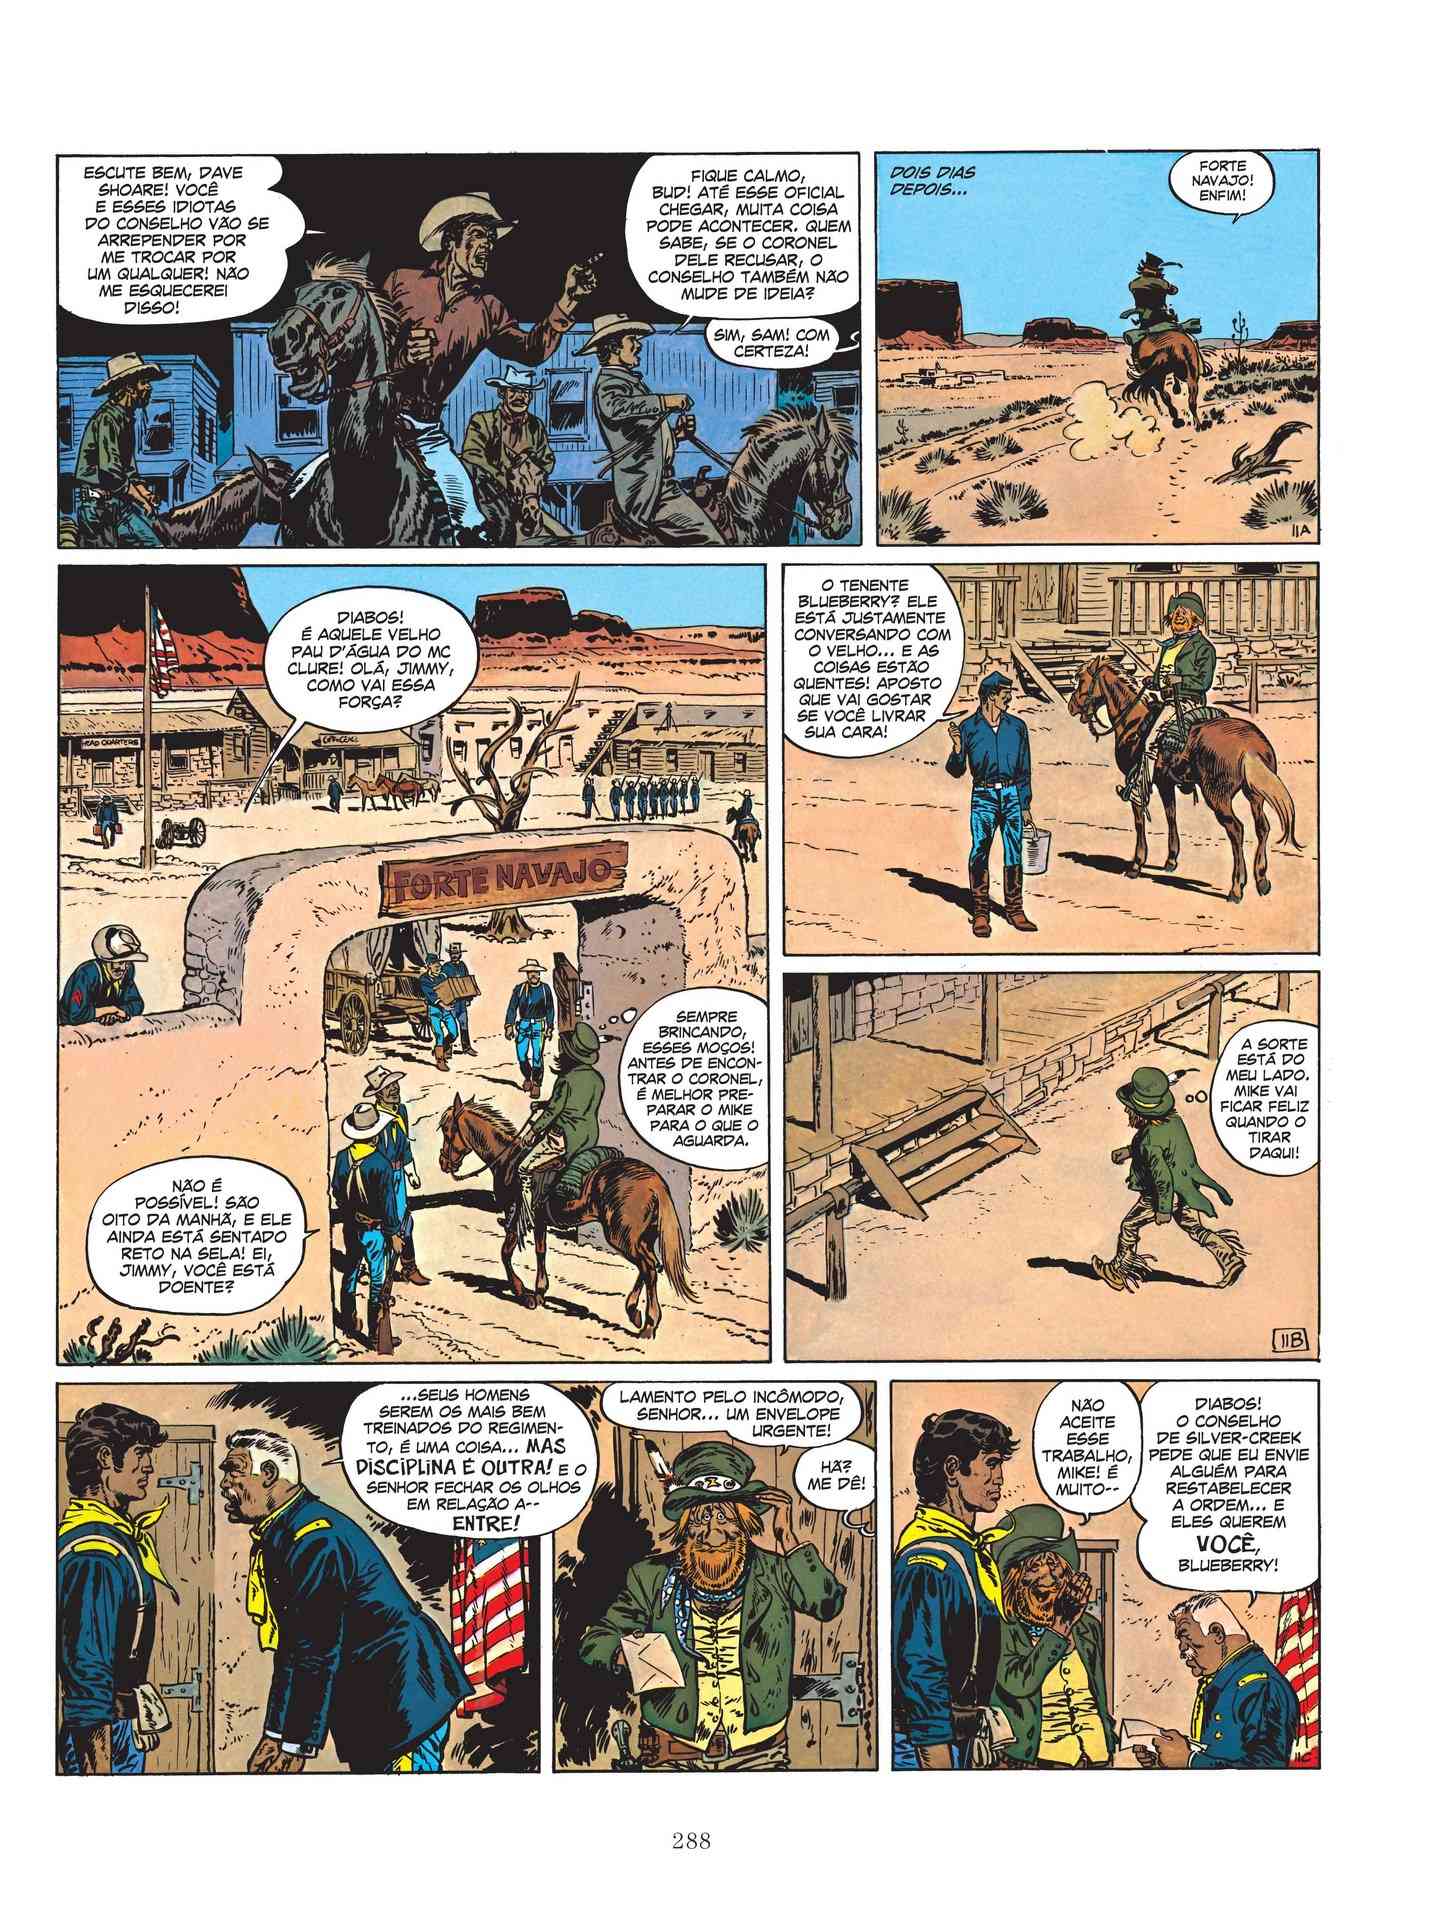 ESCUTE BEM, DAVE
SHOARE! VOCÊ
E ESSES IDIOTAS
DO CONSELHO VÃO SE
ARREPENDER POR
ME TROCAR POR
UM QUALQUER! NÃO
ME ESQUECEREI
DISSO!
FIQUE CALMO,
BUD! ATÉ ESSE OFICIAL
CHEGAR, MUITA COISA
PODE ACONTECER. QUEM
SABE, SE O CORONEL
DELE RECUSAR, O
CONSELHO TAMBÉM NÃO
MUDE DE IDEIA?
SIM, SAM! COM
CERTEZA!
DOIS DIAS
DEPOIS...
FORTE
NAVAJO!
ENFIM!
11A
DIABOS!
É AQUELE VELHO
PAU D'ÁGUA DO MC
CLURE! OLÁ, JIMMY,
COMO VAI ESSA
FORÇA?
HEAD QUARTERS
FORTE NAVAJO
SEMPRE
BRINCANDO,
ESSES MOÇOS!
ANTES DE ENCON-
TRAR O CORONEL,
É MELHOR PRE-
PARAR O MIKE
PARA O QUE O
AGUARDA.
NÃO É
POSSÍVEL! SÃO
OITO DA MANHÃ, E ELE
AINDA ESTÁ SENTADO
RETO NA SELA! EI,
JIMMY, VOCÊ ESTÁ
DOENTE?
O TENENTE
BLUEBERRY? ELE
ESTÁ JUSTAMENTE
CONVERSANDO COM
O VELHO... E AS
COISAS ESTÃO
QUENTES! APOSTO
QUE VAI GOSTAR
SE VOCÊ LIVRAR
SUA CARA!
A SORTE
ESTÁ DO
MEU LADO.
MIKE VAI
FICAR FELIZ
QUANDO O
TIRAR
DAQUI!
11B
...SEUS HOMENS
SEREM OS MAIS BEM
TREINADOS DO REGIMEN-
TO, É UMA COISA... MAS
DISCIPLINA É OUTRA! E O
SENHOR FECHAR OS OLHOS
EM RELAÇÃO A--
ENTRE!
LAMENTO PELO INCÔMODO,
SENHOR... UM ENVELOPE
URGENTE!
HÃ?
ME DÊ!
NÃO
ACEITE
ESSE
TRABALHO,
MIKE! É
MUITO--
DIABOS!
O CONSELHO
DE SILVER-CREEK
PEDE QUE EU ENVIE
ALGUÉM PARA
RESTABELECER
A ORDEM... E
ELES QUEREM
VOCÊ,
BLUEBERRY!
11C
288